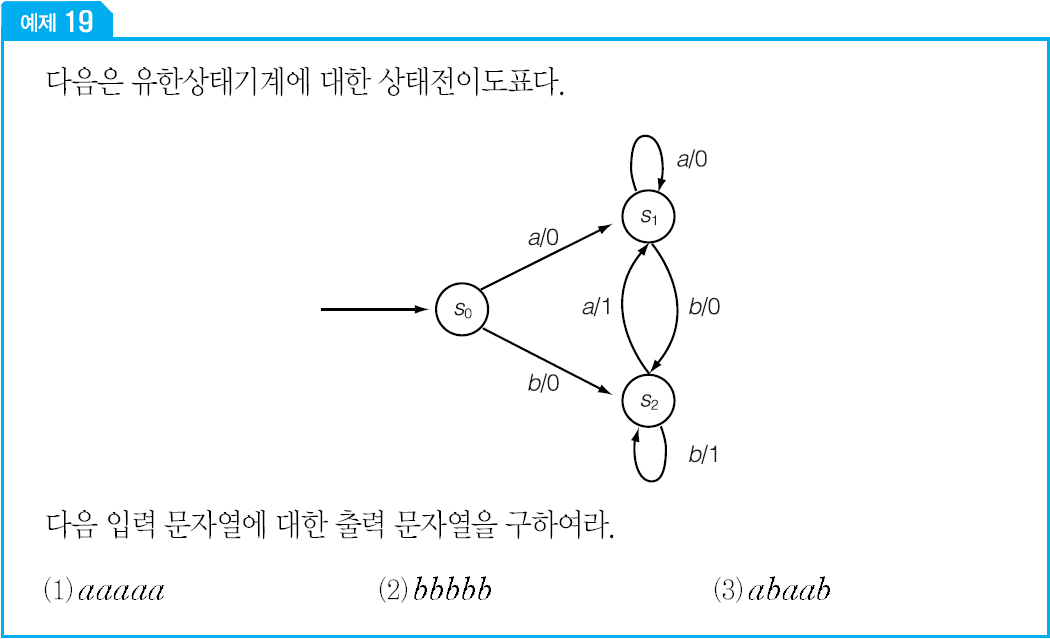 예제 19
다음은 유한상태기계에 대한 상태전이도표다.
a/0
s₁
a/0
s₀
a/1
b/0
b/0
s₂
b/1
다음 입력 문자열에 대한 출력 문자열을 구하여라.
(1) aaaaa (2) bbbbb (3) abaab